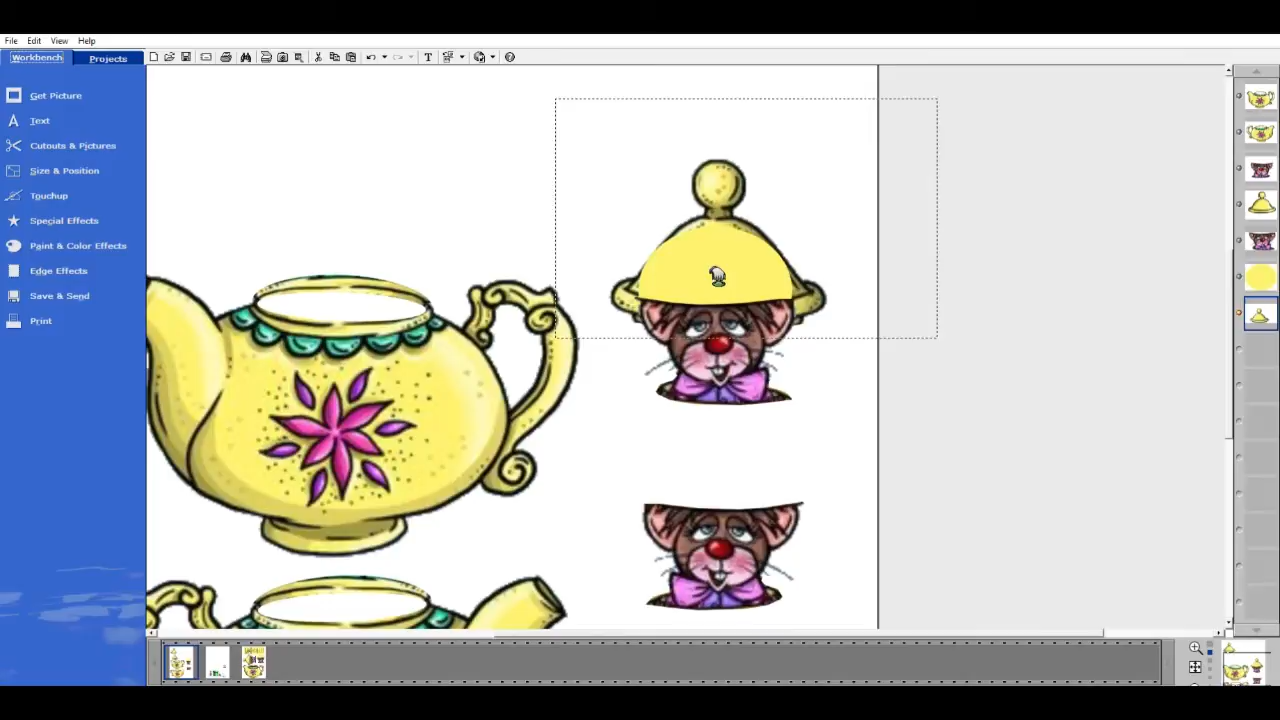 File Edit View Help
Workbench Projects
Get Picture
Text
Cutouts & Pictures
Size & Position
Touchup
Special Effects
Paint & Color Effects
Edge Effects
Save & Send
Print